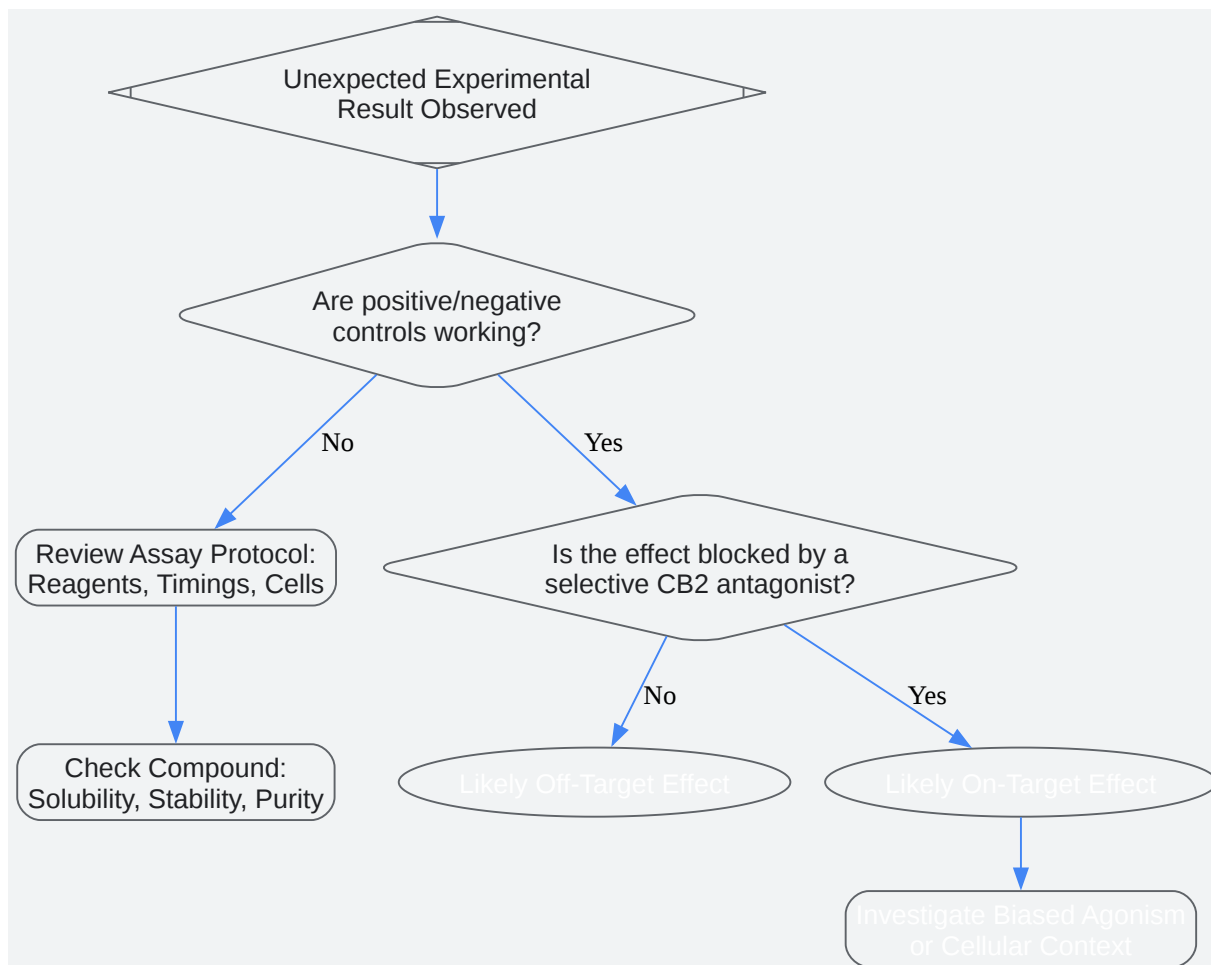 Unexpected Experimental
Result Observed
Are positive/negative
controls working?
No
Yes
Review Assay Protocol:
Reagents, Timings, Cells
Is the effect blocked by a
selective CB2 antagonist?
No
Yes
Check Compound:
Solubility, Stability, Purity
Likely Off-Target Effect
Likely On-Target Effect
Investigate Biased Agonism
or Cellular Context